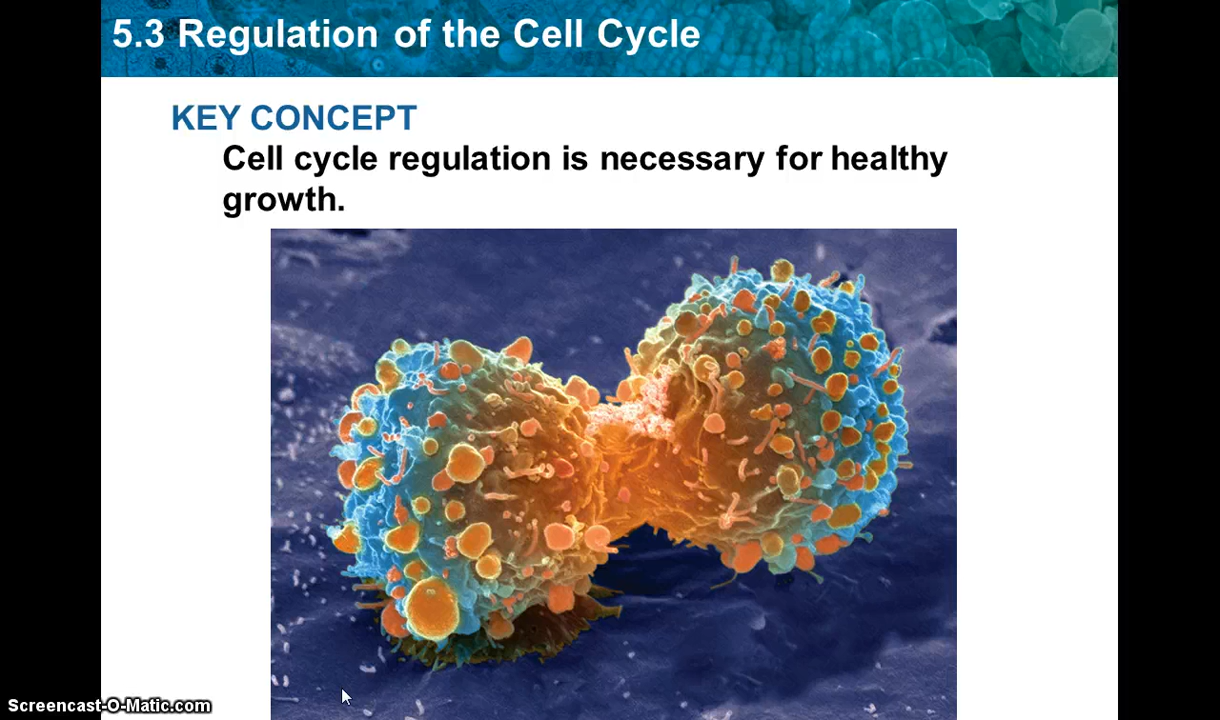 5.3 Regulation of the Cell Cycle
KEY CONCEPT
Cell cycle regulation is necessary for healthy
growth.
Screencast-O-Matic.com